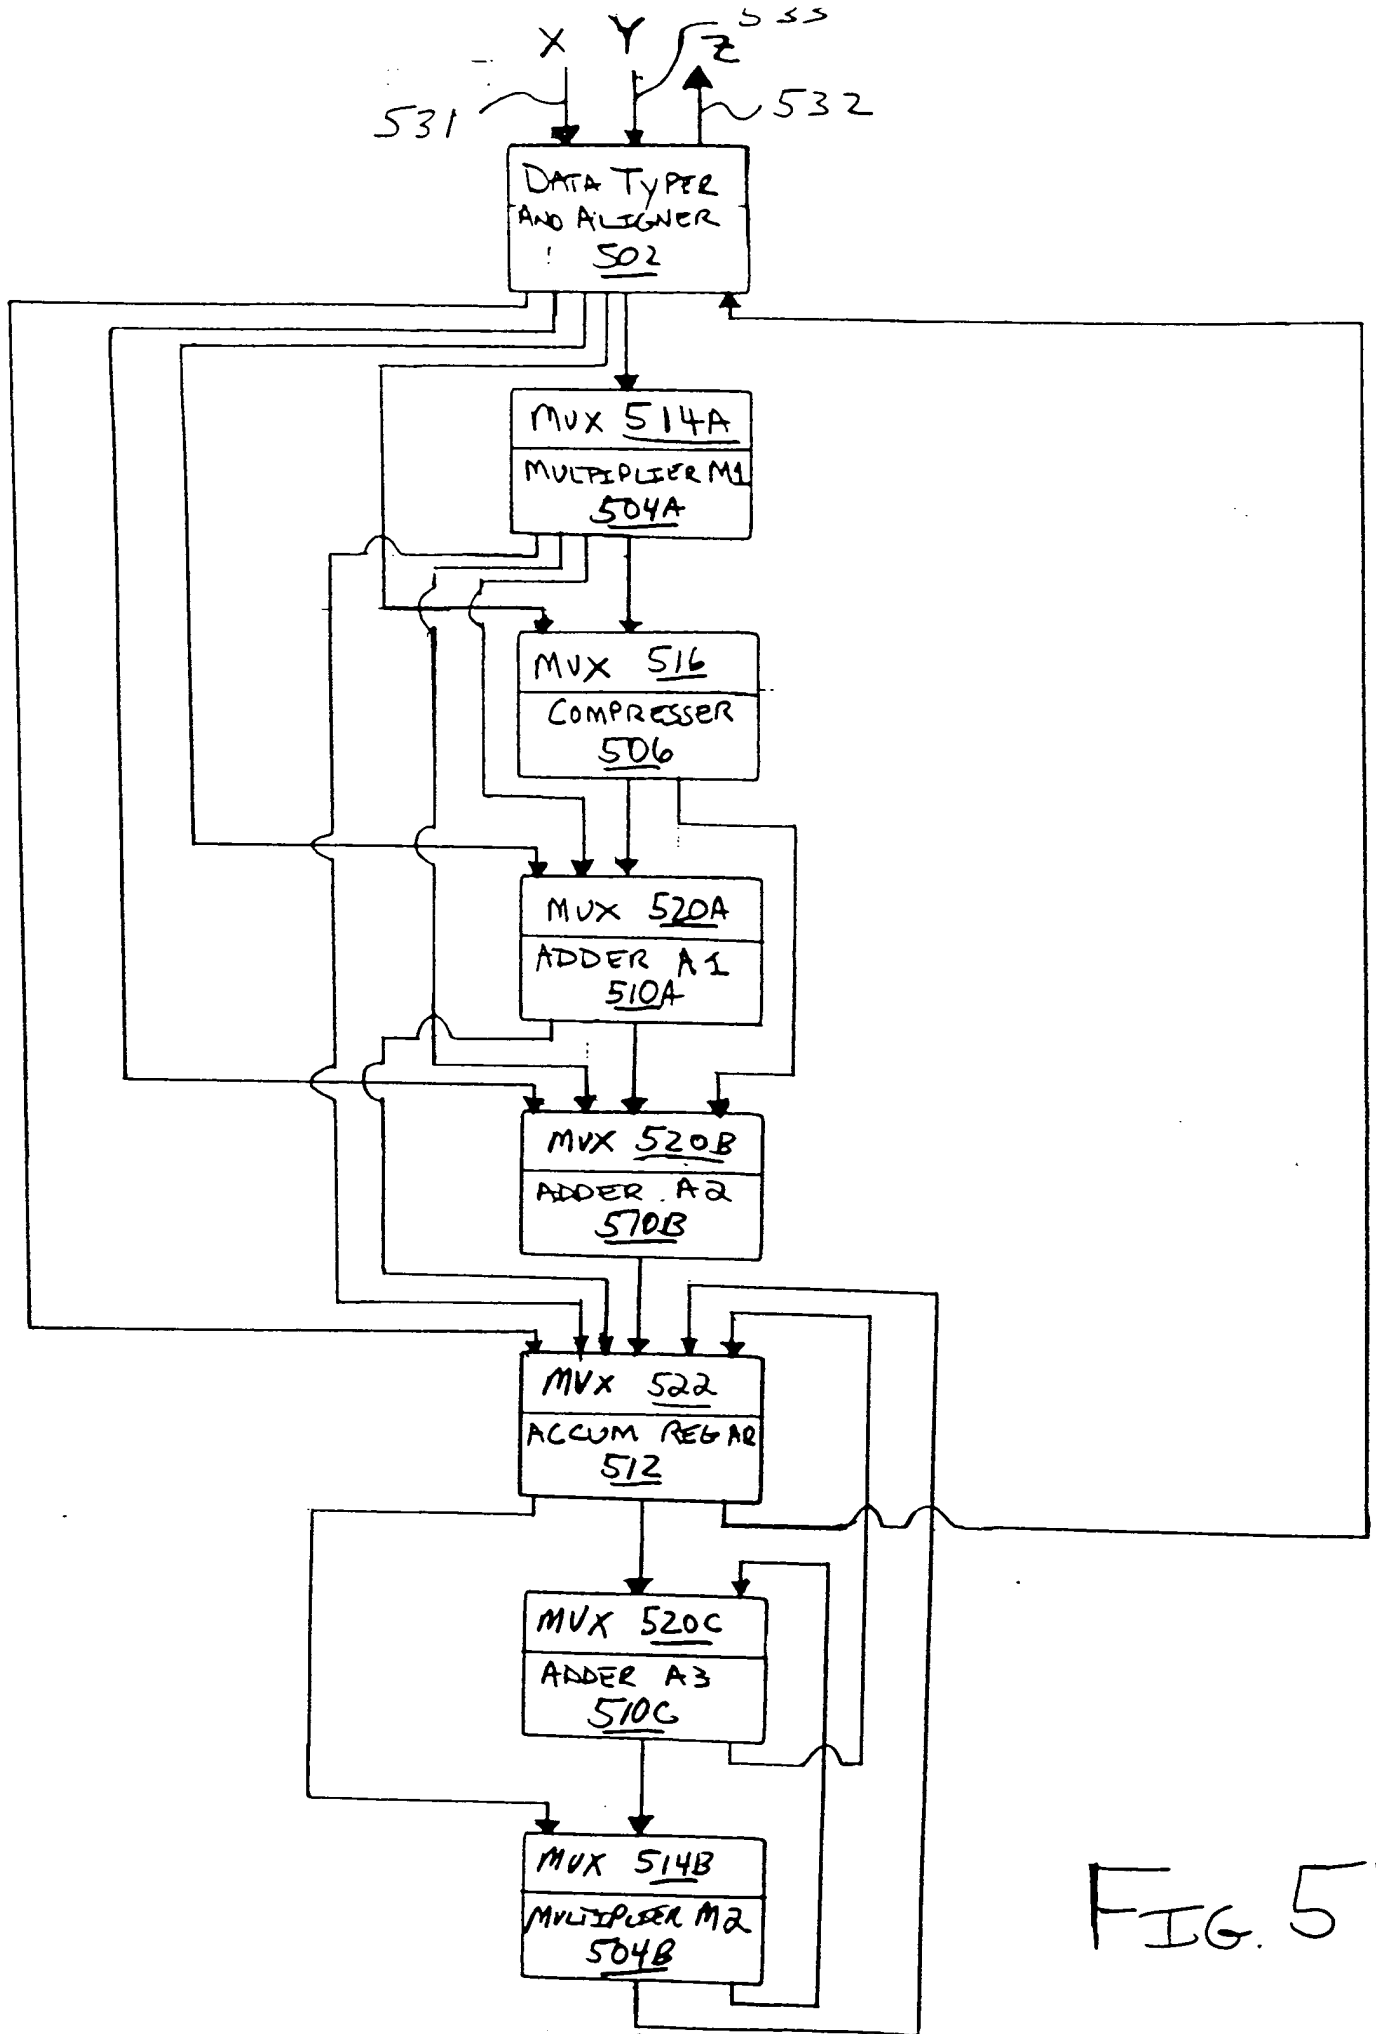 533
X Y Z
531
532
DATA TYPER
AND ALIGNER
502
MUX 514A
MULTIPLIER M1
504A
MUX 516
COMPRESSER
506
MUX 520A
ADDER A1
510A
MUX 520B
ADDER A2
510B
MUX 522
ACCUM REG AR
512
MUX 520C
ADDER A3
510C
MUX 514B
MULTIPLIER M2
504B
FIG. 5